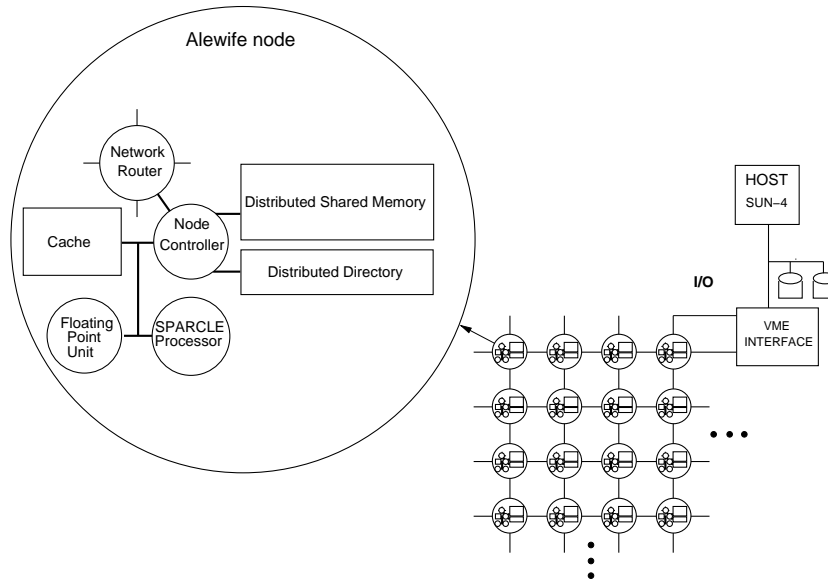 Alewife node
Network
Router
Distributed Shared Memory
Node
Controller
Cache
Distributed Directory
Floating
Point
Unit
SPARCLE
Processor
HOST
SUN–4
I/O
VME
INTERFACE